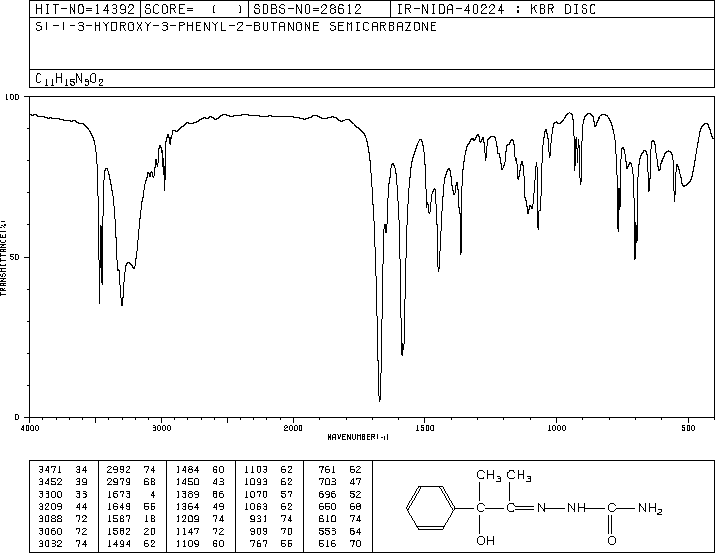 HIT-NO=14392 SCORE= ( ) SDBS-NO=28612 IR-NIDA-40224 : KBR DISC
S(-)-3-HYDROXY-3-PHENYL-2-BUTANONE SEMICARBAZONE
C11H15N3O2
100
50
0
TRANSMITTANCE(%)
4000 3000 2000 1500 1000 500
WAVENUMBER(-1)
3471 34 2992 74 1484 60 1103 62 761 62
3452 39 2979 68 1450 43 1093 62 703 47
3300 33 1673 4 1389 66 1070 57 696 52
3209 44 1649 55 1364 49 1063 62 650 68
3088 72 1587 18 1209 74 931 74 610 74
3060 72 1582 20 1147 72 909 70 553 64
3032 74 1494 62 1109 60 767 55 516 70
CH3 CH3
C C N NH C NH2
OH O